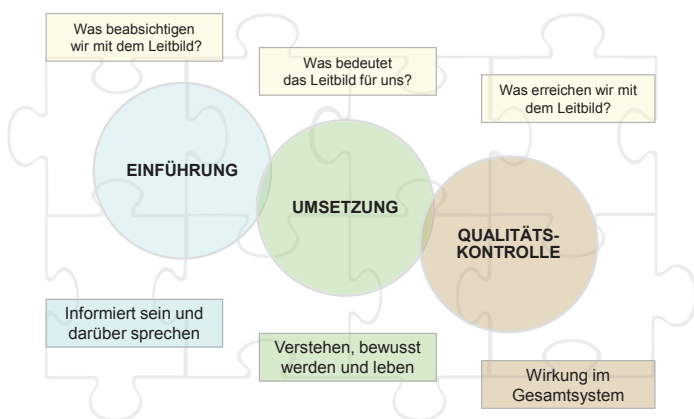 Was beabsichtigen
wir mit dem Leitbild?
Was bedeutet
das Leitbild für uns?
Was erreichen wir mit
dem Leitbild?
EINFÜHRUNG
UMSETZUNG
QUALITÄTS-
KONTROLLE
Informiert sein und
darüber sprechen
Verstehen, bewusst
werden und leben
Wirkung im
Gesamtsystem